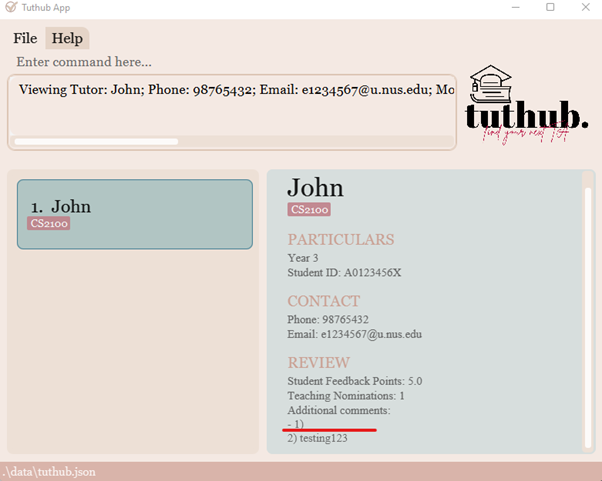 Tuthub App
File Help
Enter command here...
Viewing Tutor: John; Phone: 98765432; Email: e1234567@u.nus.edu; Mo
tuthub.
find your next TA
1. John
CS2100
John
CS2100
PARTICULARS
Year 3
Student ID: A0123456X
CONTACT
Phone: 98765432
Email: e1234567@u.nus.edu
REVIEW
Student Feedback Points: 5.0
Teaching Nominations: 1
Additional comments:
- 1)
2) testing123
.\data\tuthub.json